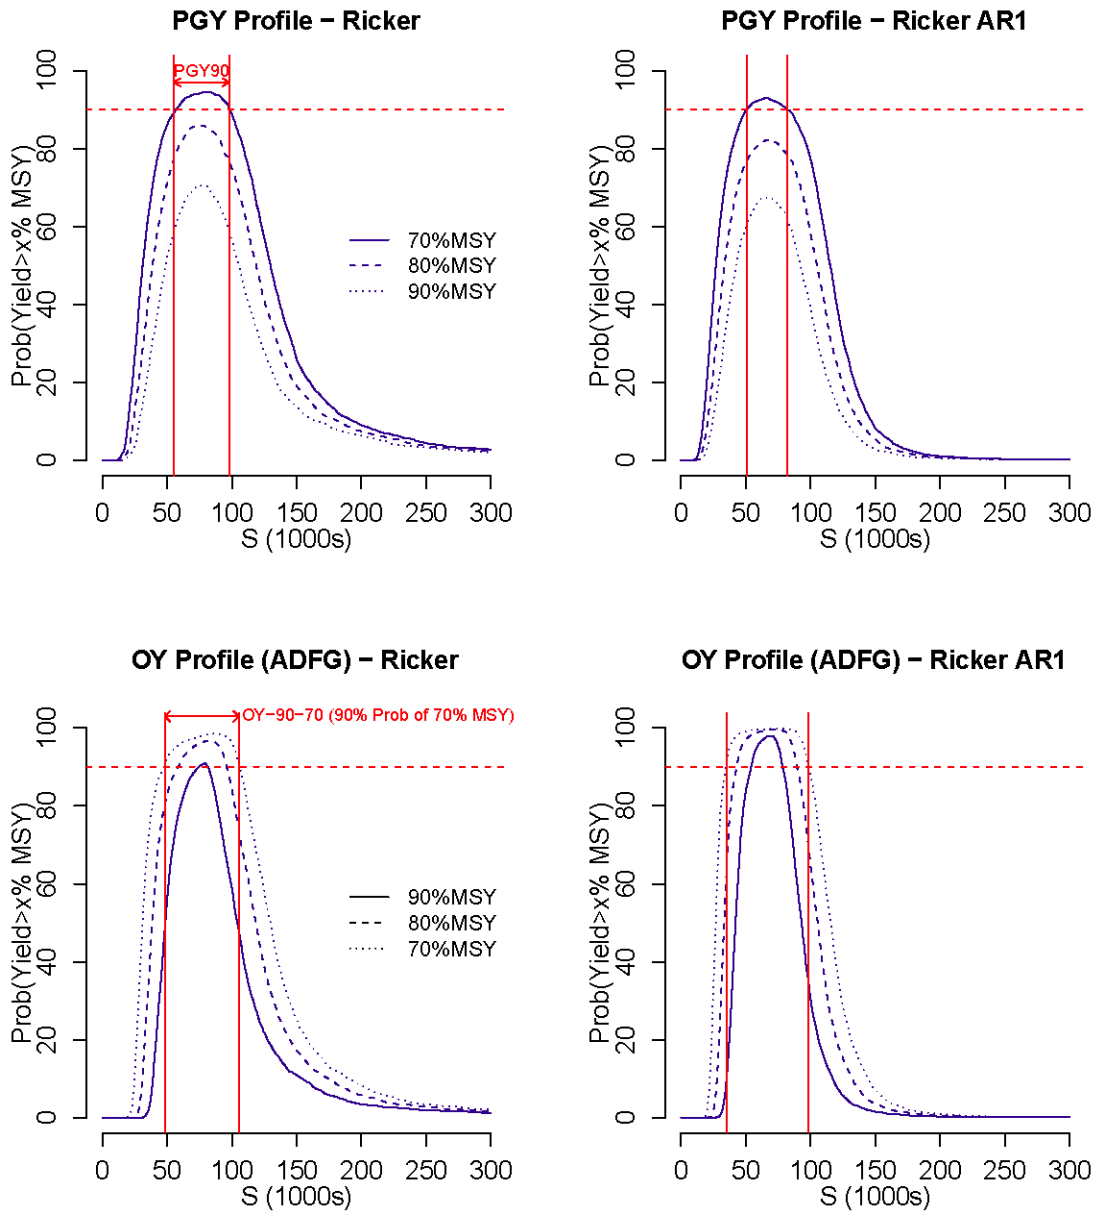 PGY Profile − Ricker
PGY90
Prob(Yield>x% MSY)
0 20 40 60 80 100
70%MSY
80%MSY
90%MSY
0 50 100 150 200 250 300
S (1000s)
PGY Profile − Ricker AR1
Prob(Yield>x% MSY)
0 20 40 60 80 100
0 50 100 150 200 250 300
S (1000s)
OY Profile (ADFG) − Ricker
OY−90−70 (90% Prob of 70% MSY)
Prob(Yield>x% MSY)
0 20 40 60 80 100
90%MSY
80%MSY
70%MSY
0 50 100 150 200 250 300
S (1000s)
OY Profile (ADFG) − Ricker AR1
Prob(Yield>x% MSY)
0 20 40 60 80 100
0 50 100 150 200 250 300
S (1000s)